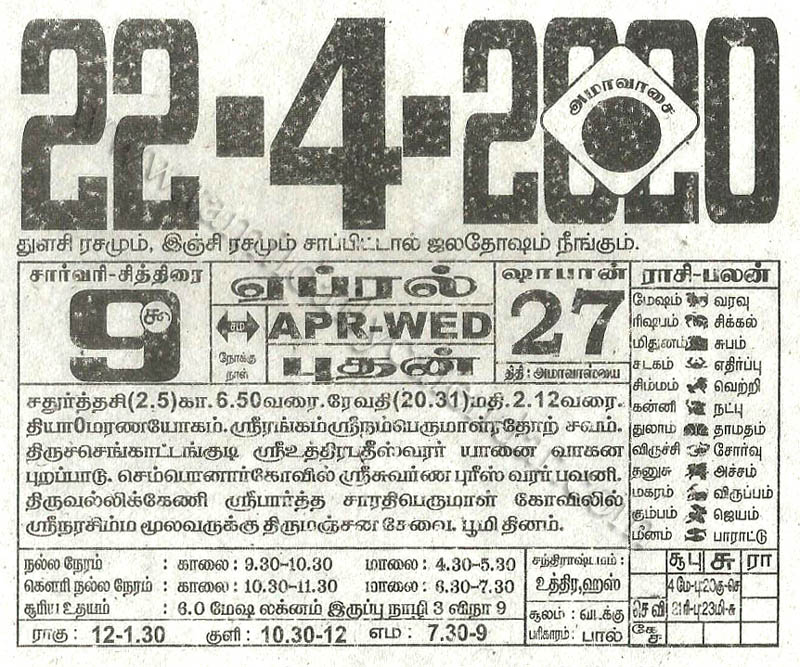 22-4-2020
அமாவாசை
துளசி ரசமும், இஞ்சி ரசமும் சாப்பிட்டால் ஜலதோஷம் நீங்கும்.
சார்வரி-சித்திரை
9
சம
நோக்கு
நாள்
ஏப்ரல்
APR-WED
புதன்
ஷாபான்
27
திதி : அமாவாஸ்யை
ராசி-பலன்
மேஷம் வரவு
ரிஷபம் சிக்கல்
மிதுனம் சுபம்
கடகம் எதிர்ப்பு
சிம்மம் வெற்றி
கன்னி நட்பு
துலாம் தாமதம்
விருச்சி சோர்வு
தனுசு அச்சம்
மகரம் விருப்பம்
கும்பம் ஜெயம்
மீனம் பாராட்டு
சதுர்த்தசி(2.5)கா.6.50வரை.ரேவதி(20.31)மதி.2.12வரை.
தியா0மரணயோகம்.ஸ்ரீரங்கம்ஸ்ரீநம்பெருமாள்,தோற் சவம்.
திருச்செங்காட்டங்குடி ஸ்ரீஉத்திரபதீஸ்வரர் யானை வாகன
புறப்பாடு. செம்பொனார்கோவில் ஸ்ரீசுவர்ண புரீஸ் வரர் பவனி.
திருவல்லிக்கேணி ஸ்ரீபார்த்த சாரதிபெருமாள் கோவிலில்
ஸ்ரீநரசிம்ம மூலவருக்கு திருமஞ்சன சேவை. பூமி தினம்.
நல்ல நேரம் : காலை: 9.30-10.30 மாலை: 4.30-5.30
கௌரி நல்ல நேரம் : காலை: 10.30-11.30 மாலை: 6.30-7.30
சூரிய உதயம் : 6.0 மேஷ லக்னம் இருப்பு நாழி 3 விநா 9
ராகு: 12-1.30 குளி: 10.30-12 எம: 7.30-9
சந்திராஷ்டமம் :
உத்திர,ஹஸ்
சூலம் : வடக்கு
பரிகாரம்: பால்
சூ பு சு ரா
4 மே-பு 20 கு-செ
செ வி
23 மி-சு
கே